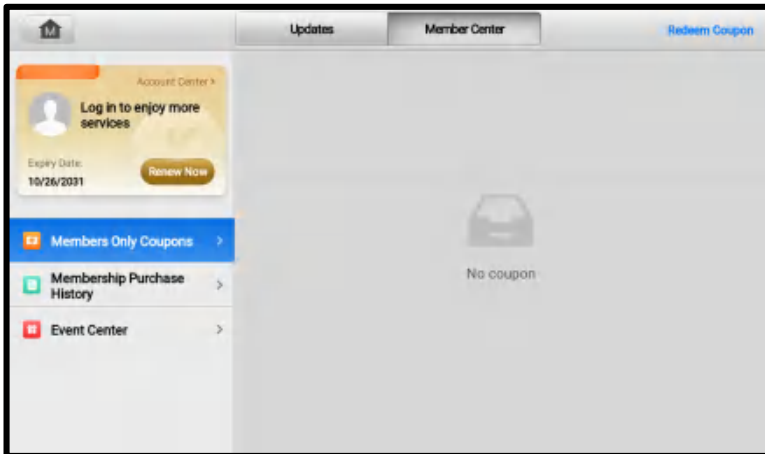 Updates
Member Center
Redeem Coupon
Account Center >
Log in to enjoy more
services
Expiry Date:
10/26/2031
Renew Now
Members Only Coupons
Membership Purchase
History
Event Center
No coupon